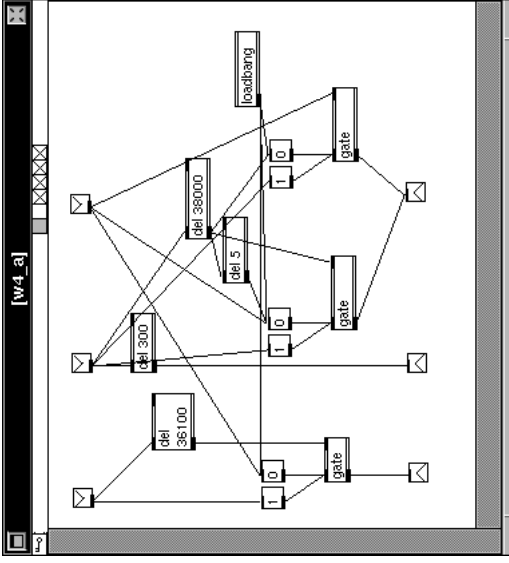 [w4_a]
del 300
del
36100
del 38000
del 5
loadbang
1
0
1
0
1
0
gate
gate
gate